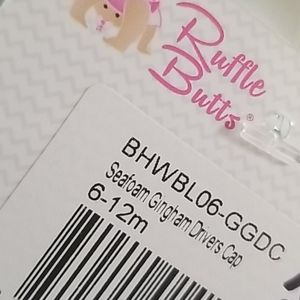 Ruffle
Butts®
BHWBL06-GGDC
Seafoam Gingham Drivers Cap
6-12m